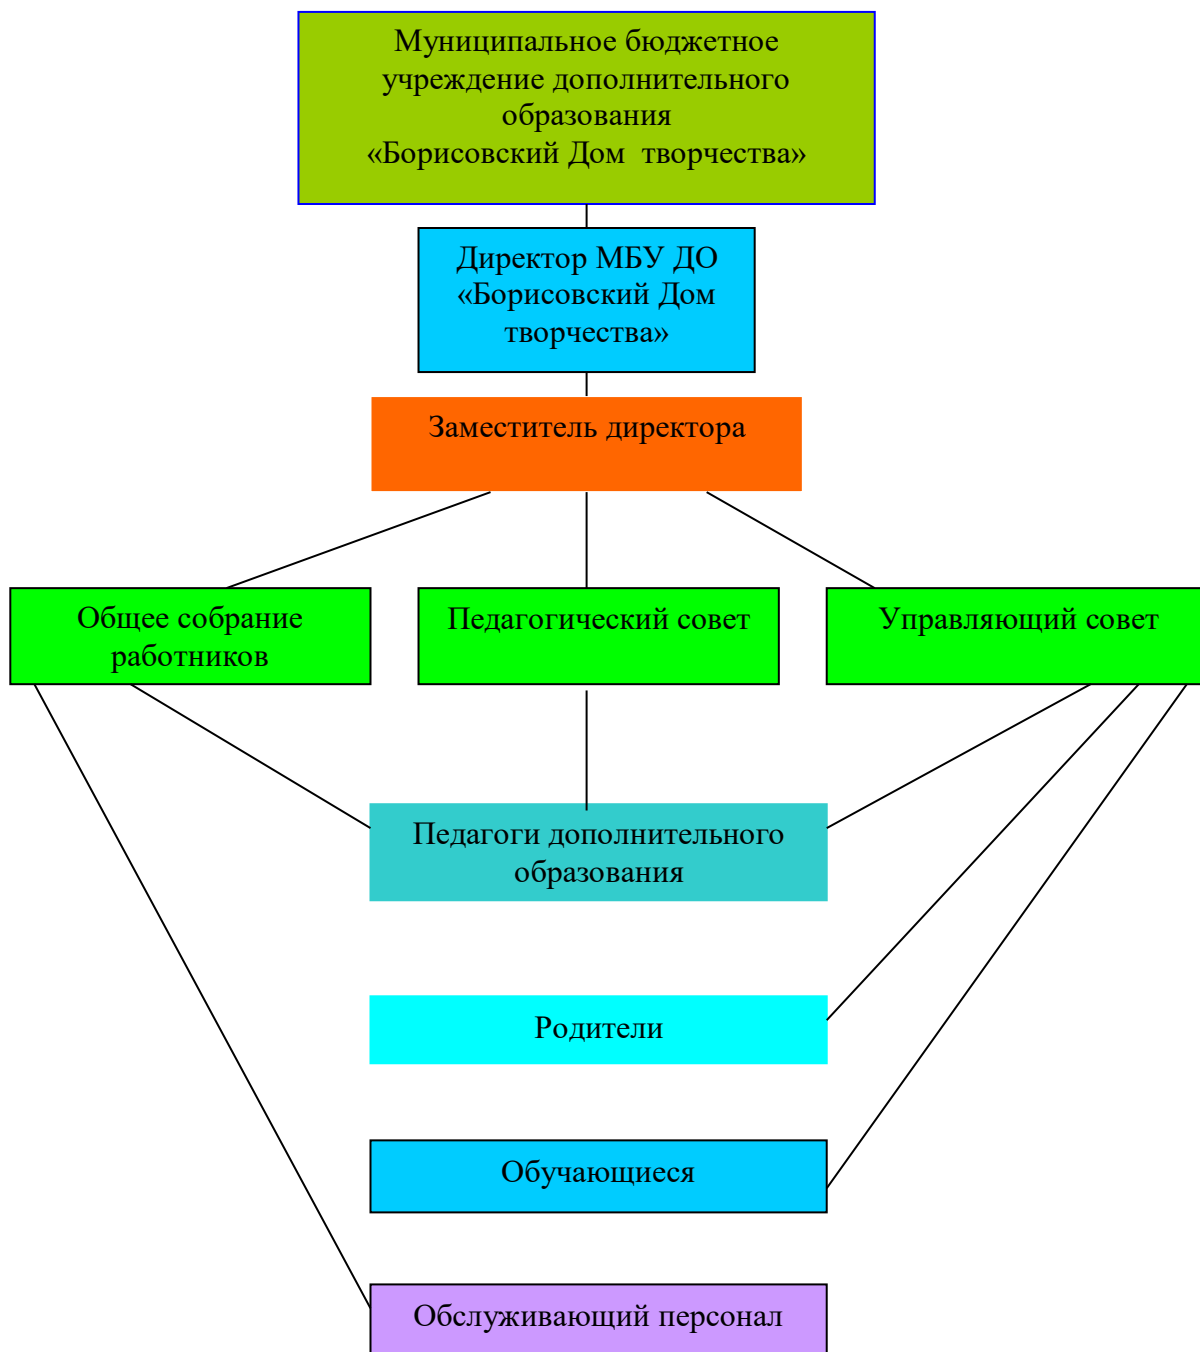 Муниципальное бюджетное
учреждение дополнительного
образования
«Борисовский Дом творчества»
Директор МБУ ДО
«Борисовский Дом
творчества»
Заместитель директора
Общее собрание
работников
Педагогический совет
Управляющий совет
Педагоги дополнительного
образования
Родители
Обучающиеся
Обслуживающий персонал